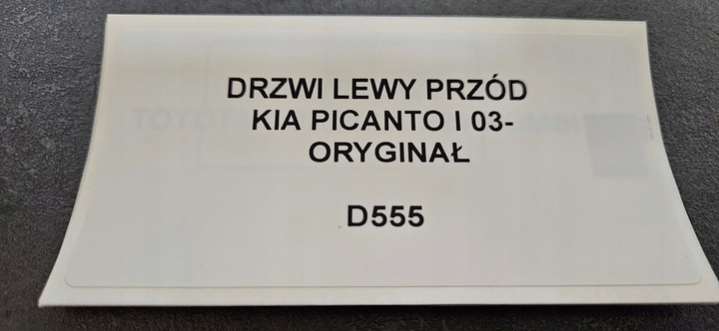 DRZWI LEWY PRZÓD
KIA PICANTO I 03-
ORYGINAŁ
D555